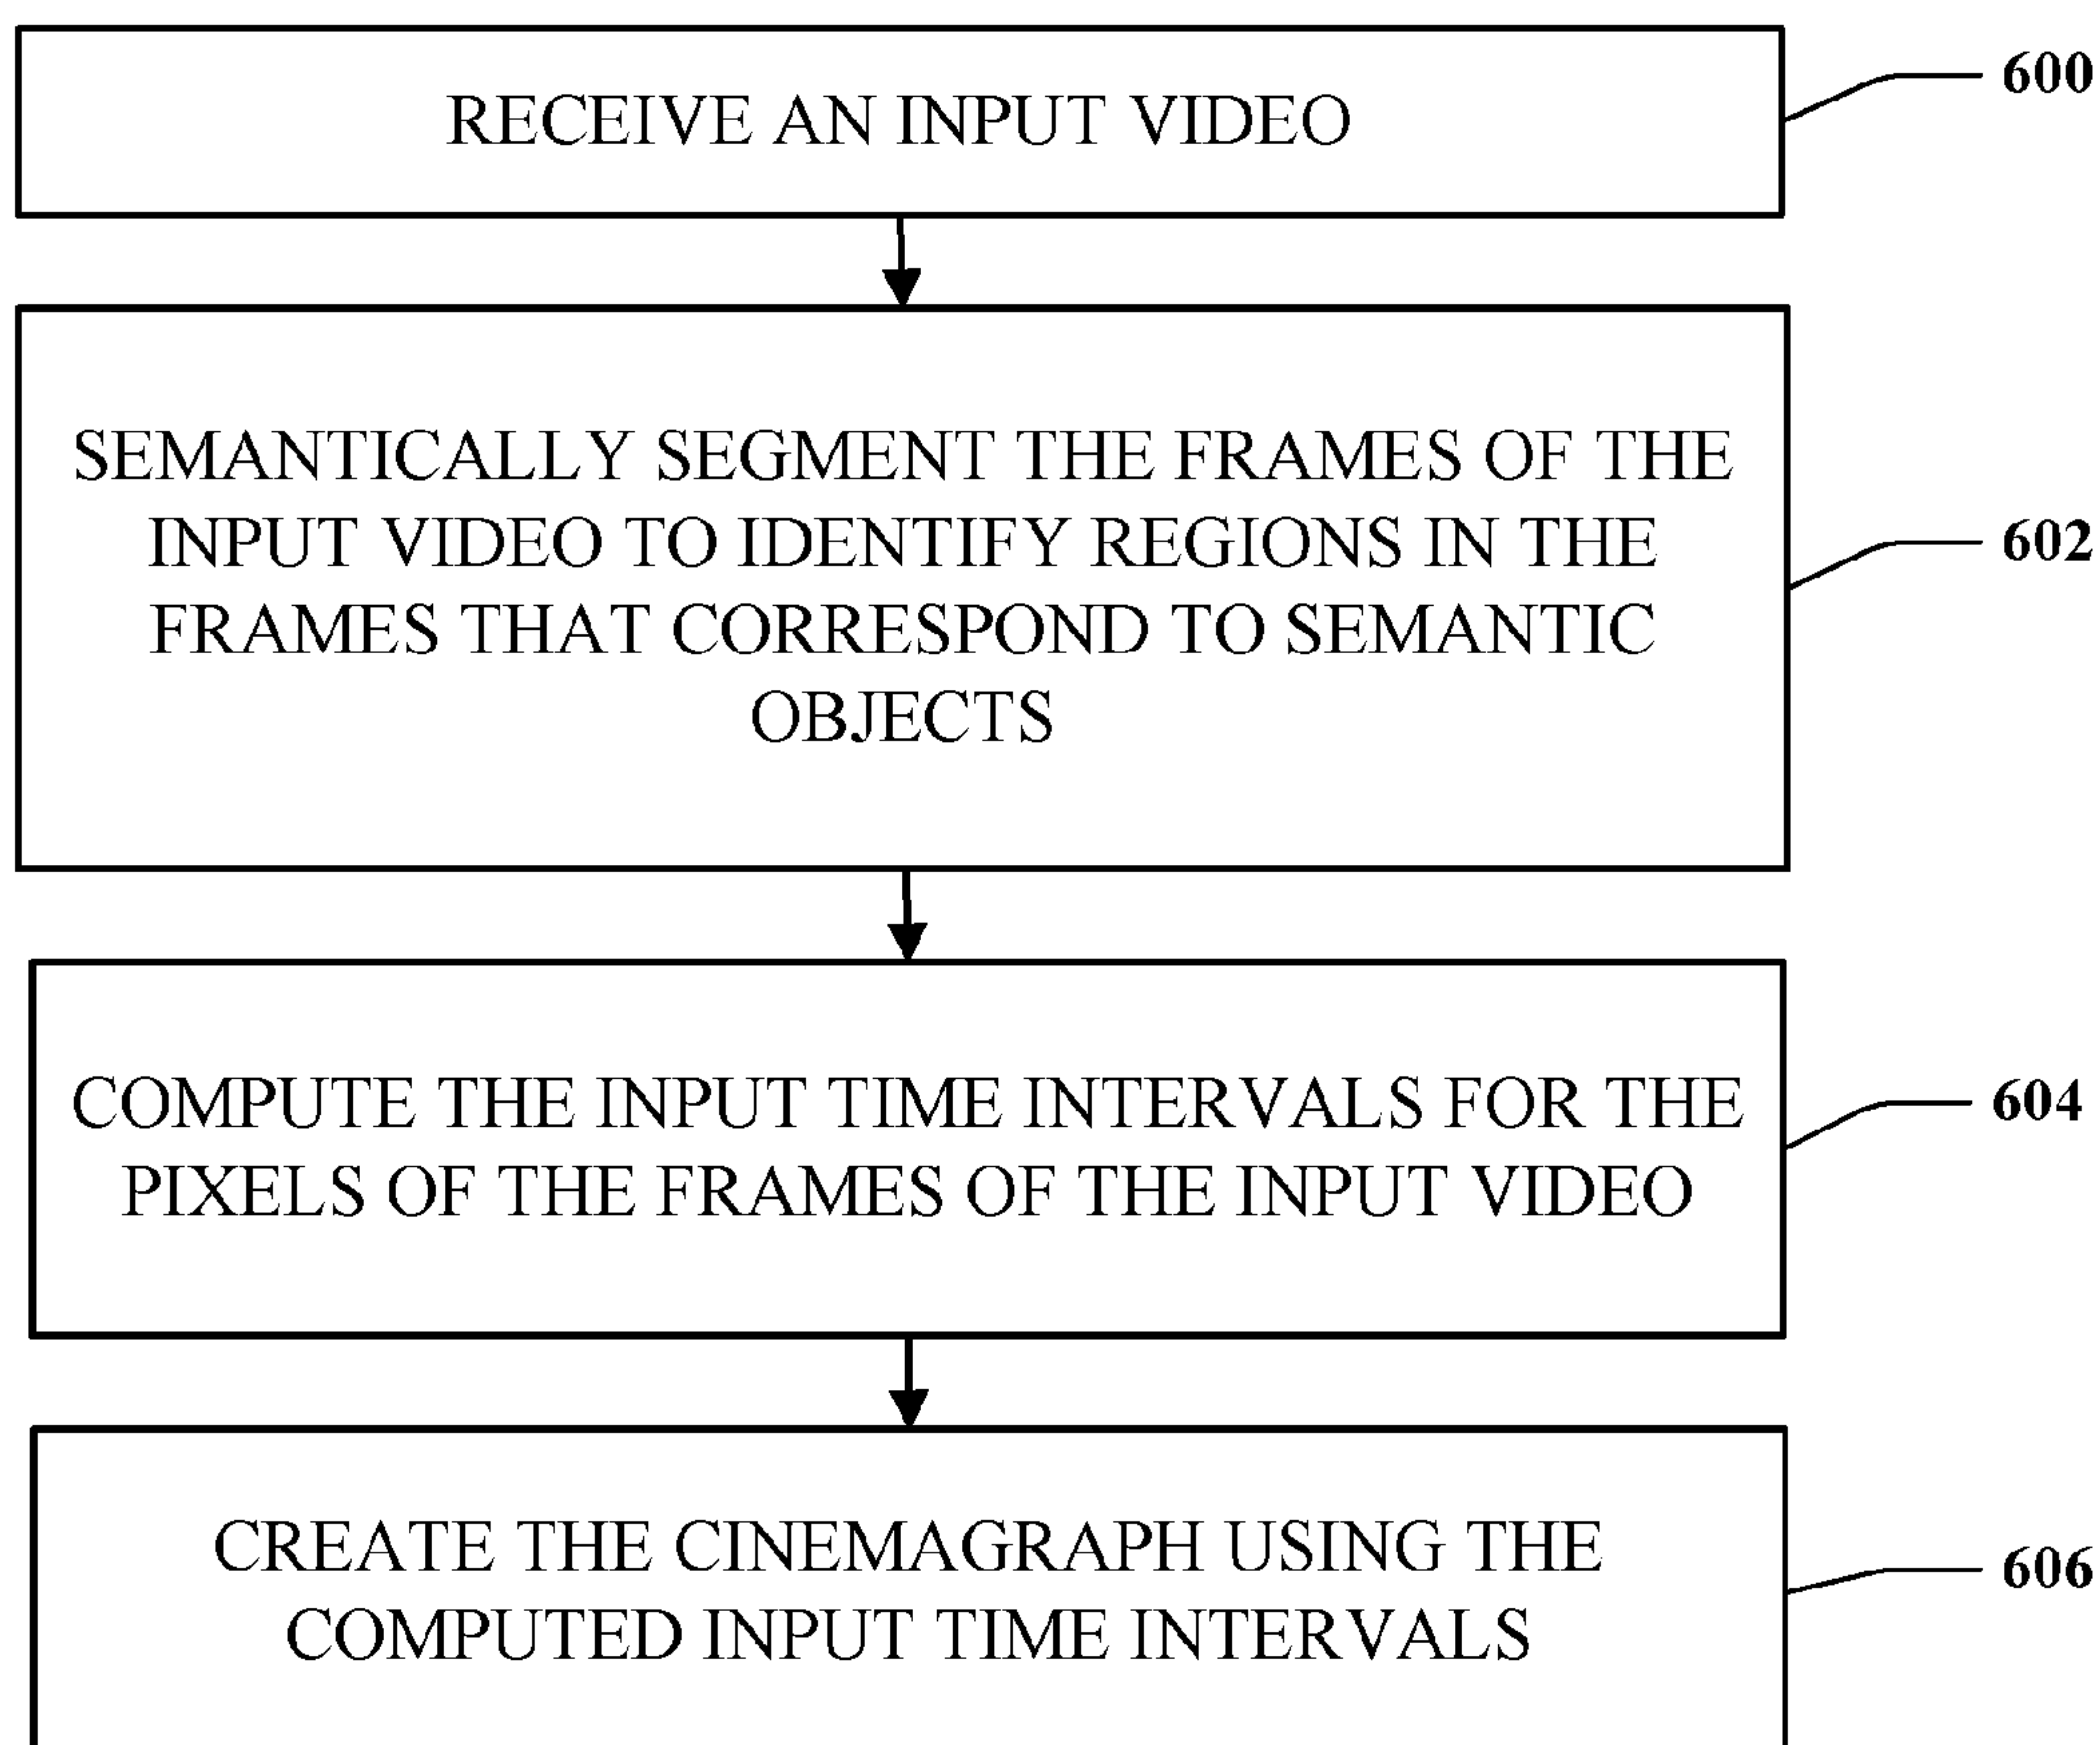 RECEIVE AN INPUT VIDEO
600
SEMANTICALLY SEGMENT THE FRAMES OF THE
INPUT VIDEO TO IDENTIFY REGIONS IN THE
FRAMES THAT CORRESPOND TO SEMANTIC
OBJECTS
602
COMPUTE THE INPUT TIME INTERVALS FOR THE
PIXELS OF THE FRAMES OF THE INPUT VIDEO
604
CREATE THE CINEMAGRAPH USING THE
COMPUTED INPUT TIME INTERVALS
606